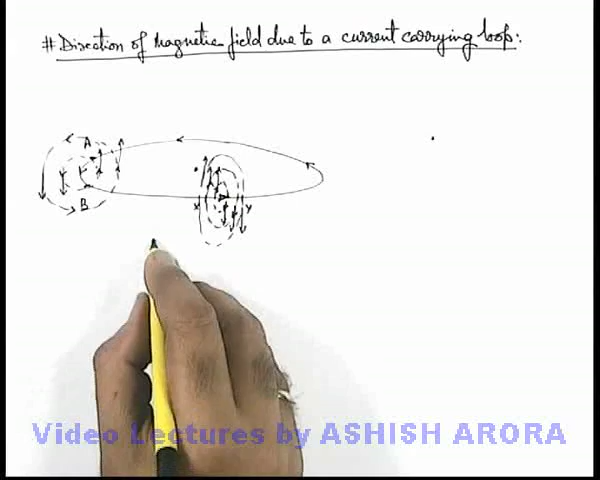 # Direction of Magnetic field due to a current carrying loop:
A
B
x y
Video Lectures by ASHISH ARORA